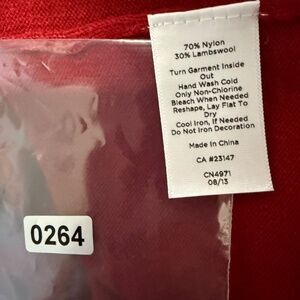 70% Nylon
30% Lambswool
Turn Garment Inside
Out
Hand Wash Cold
Only Non-Chlorine
Bleach When Needed
Reshape, Lay Flat To
Dry
Cool Iron, If Needed
Do Not Iron Decoration
Made In China
CA #23147
CN4971
08/13
0264